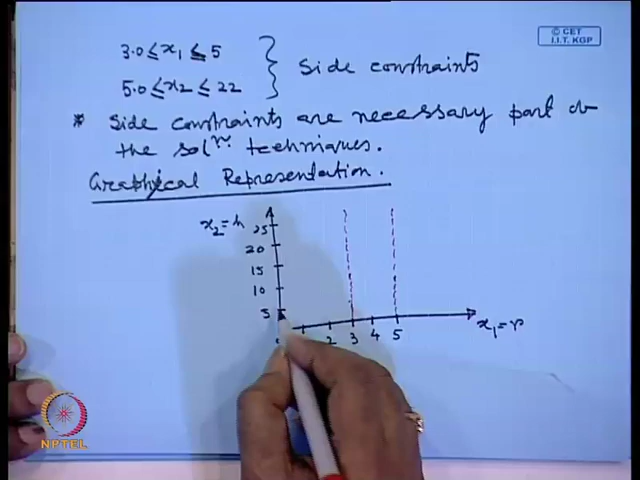 © CET
I.I.T. KGP
3.0 ≤ x₁ ≤ 5
5.0 ≤ x₂ ≤ 22 } Side constraints
* Side constraints are necessary part
the solⁿ techniques.
Graphical Representation.
x₂ = h
25
20
15
10
5
2 3 4 5
x₁ = r
NPTEL